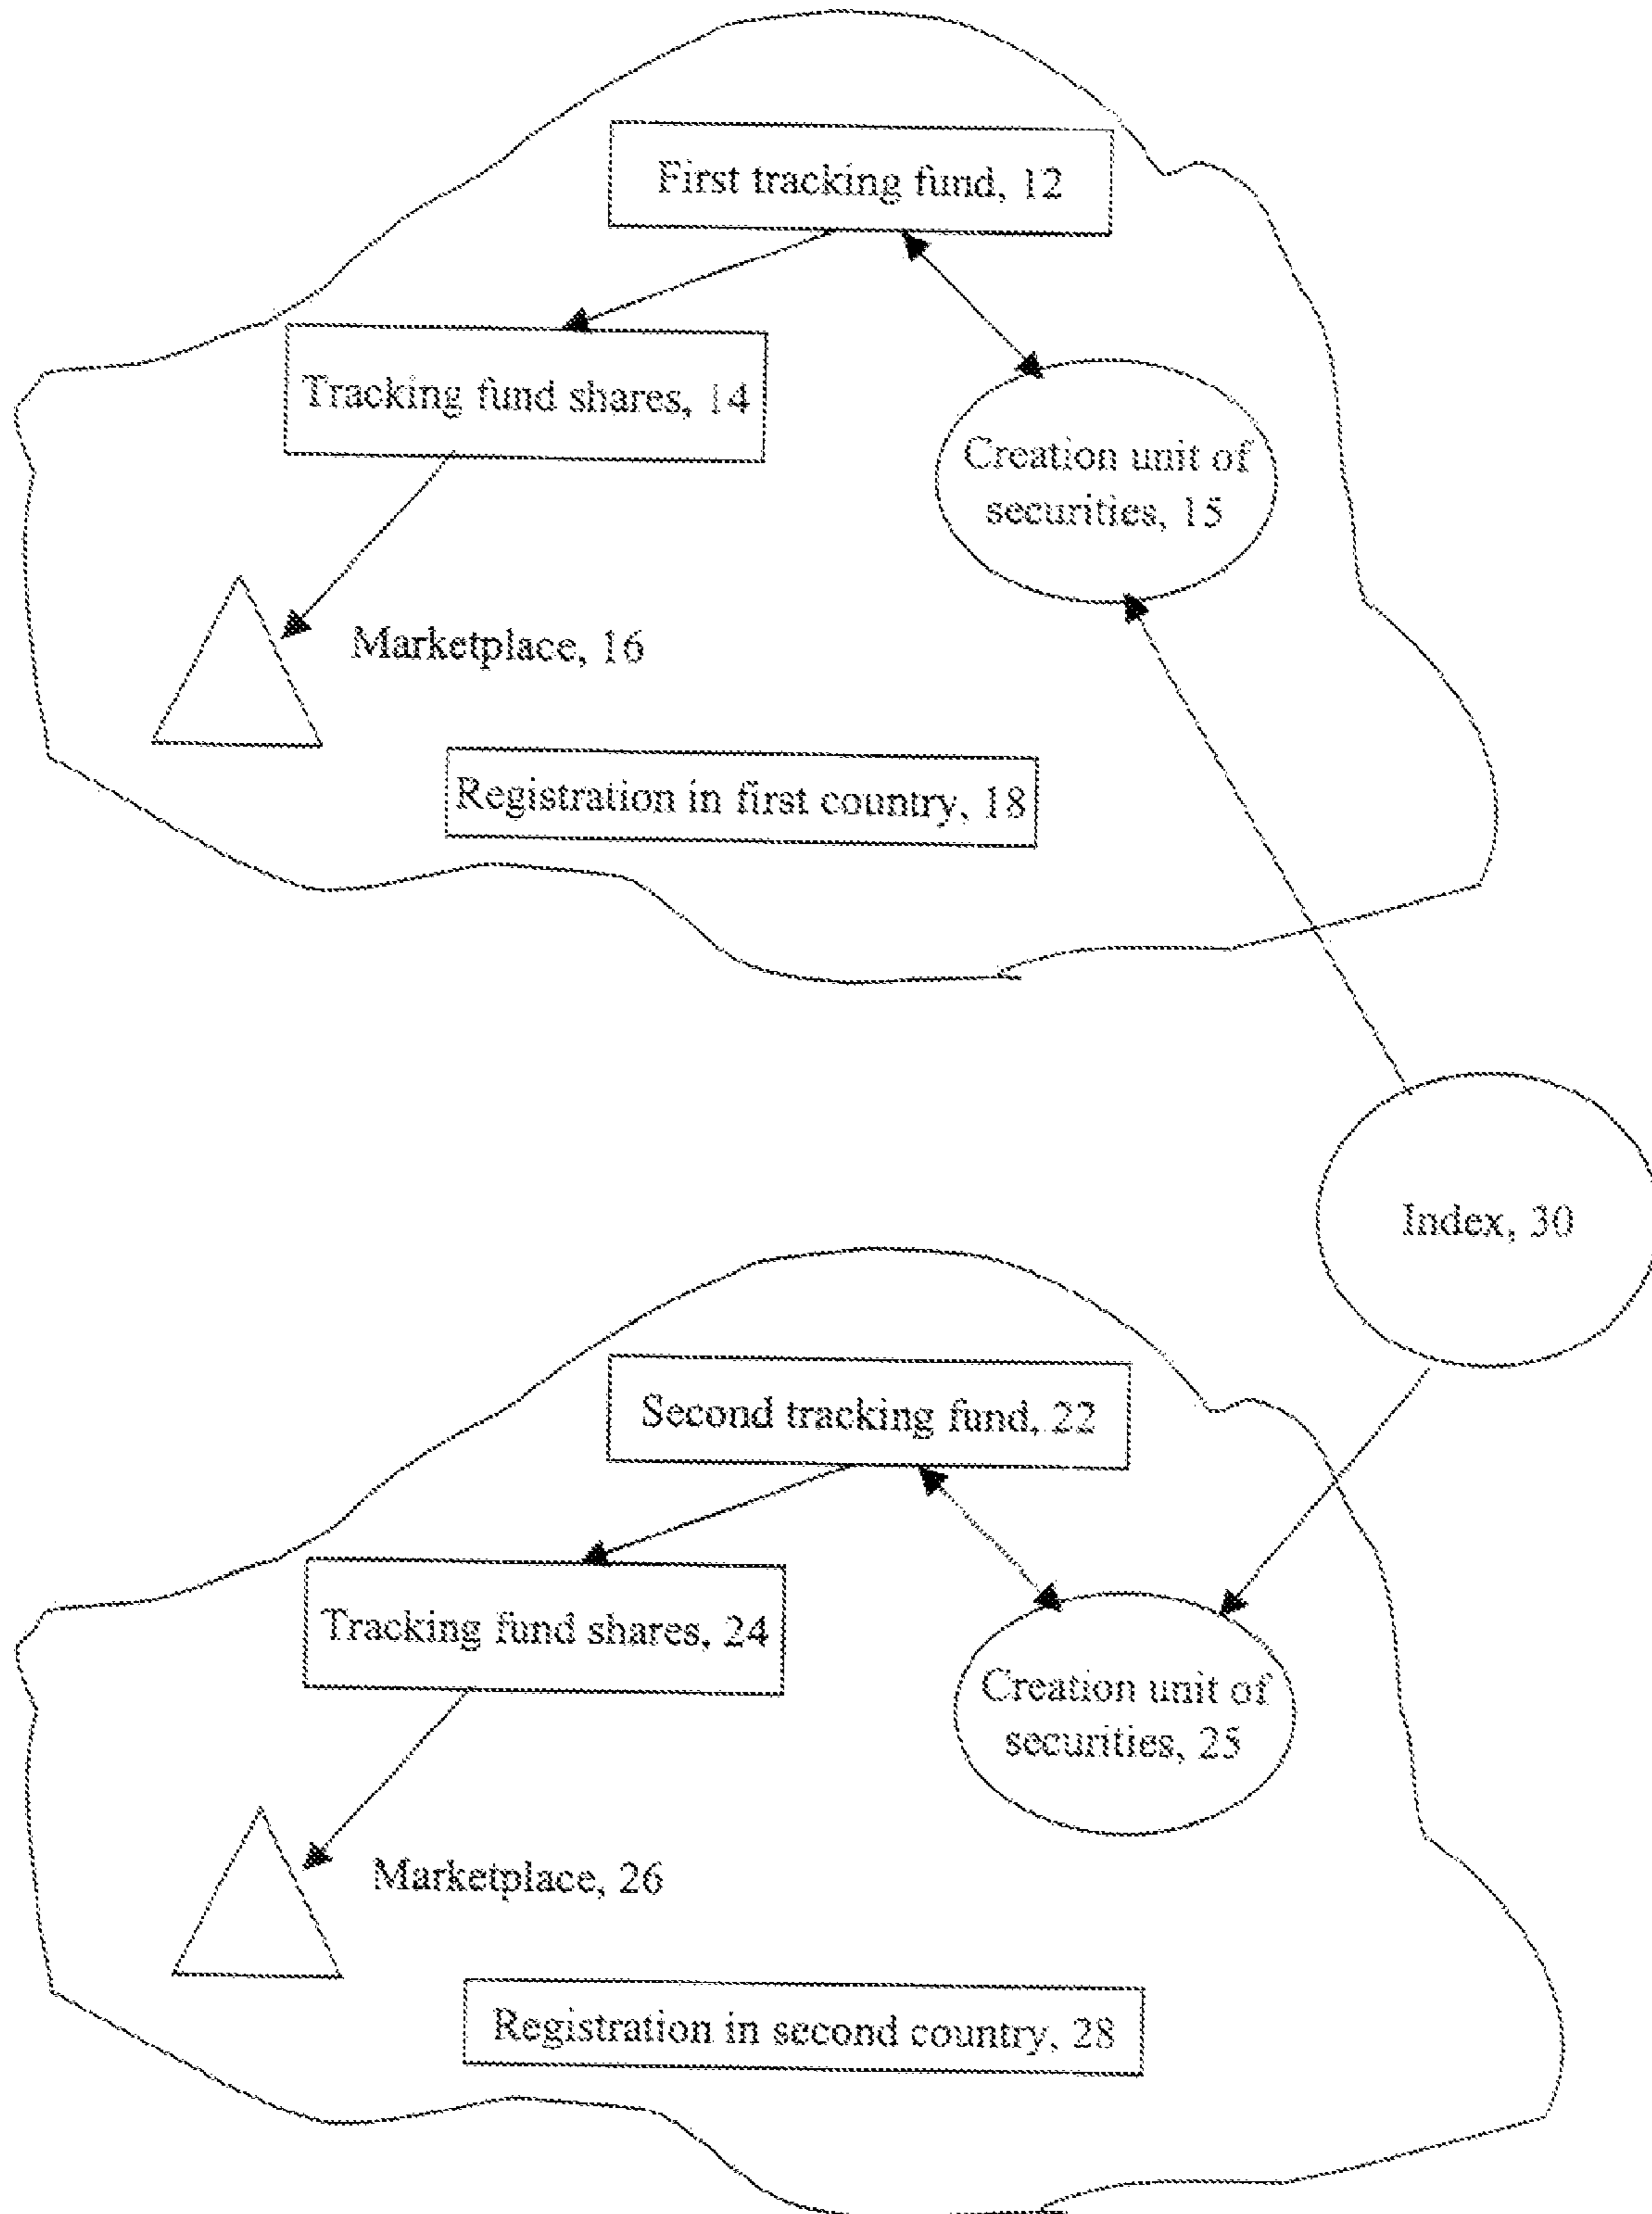 First tracking fund, 12
Tracking fund shares, 14
Creation unit of
securities, 15
Marketplace, 16
Registration in first country, 18
Index, 30
Second tracking fund, 22
Tracking fund shares, 24
Creation unit of
securities, 25
Marketplace, 26
Registration in second country, 28